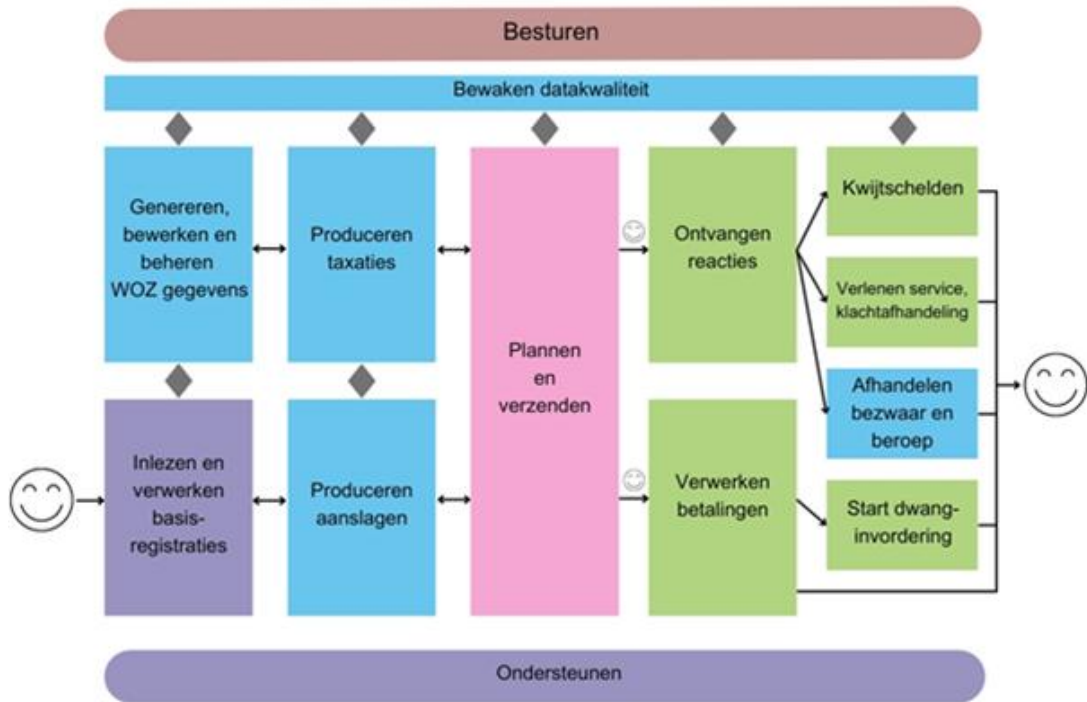 Besturen
Bewaken datakwaliteit
Genereren,
bewerken en
beheren
WOZ gegevens
Produceren
taxaties
Plannen
en
verzenden
Ontvangen
reacties
Kwijtschelden
Verlenen service,
klachtafhandeling
Afhandelen
bezwaar en
beroep
Inlezen en
verwerken
basis-
registraties
Produceren
aanslagen
Verwerken
betalingen
Start dwang-
invordering
Ondersteunen